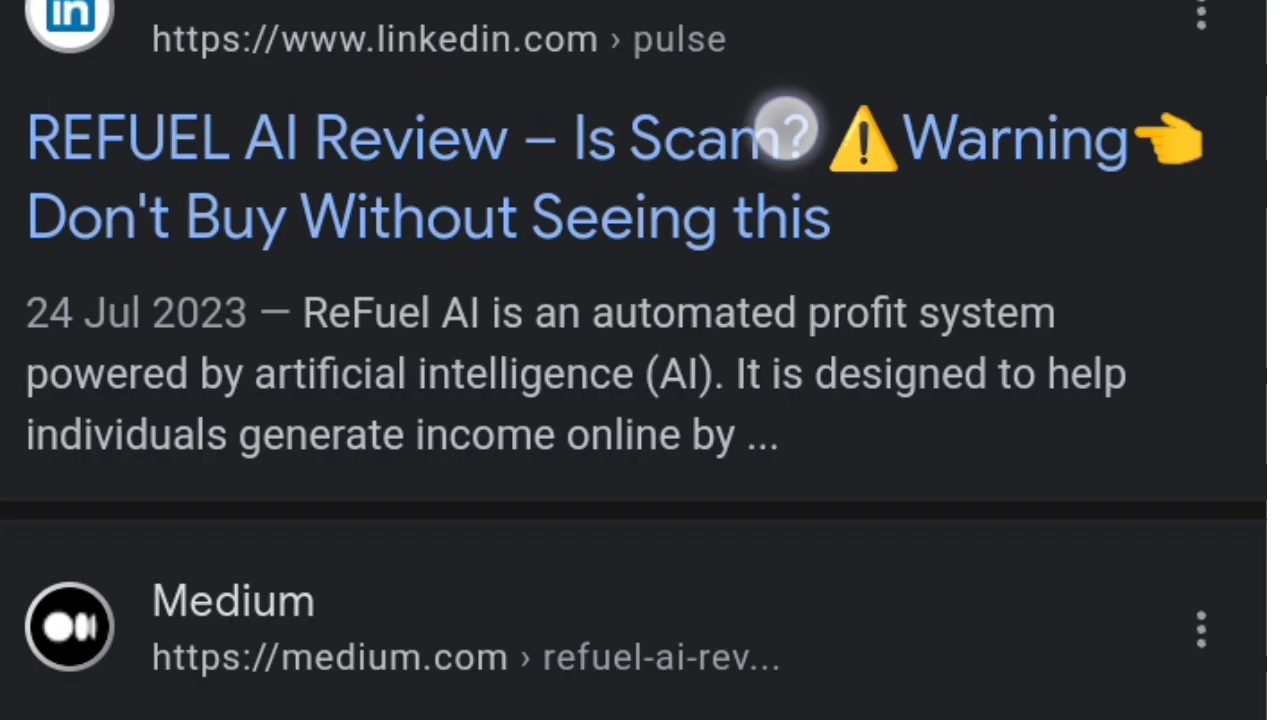 in
https://www.linkedin.com › pulse
REFUEL AI Review – Is Scam? ⚠️Warning👈
Don't Buy Without Seeing this
24 Jul 2023 — ReFuel AI is an automated profit system
powered by artificial intelligence (AI). It is designed to help
individuals generate income online by ...
Medium
https://medium.com › refuel-ai-rev...